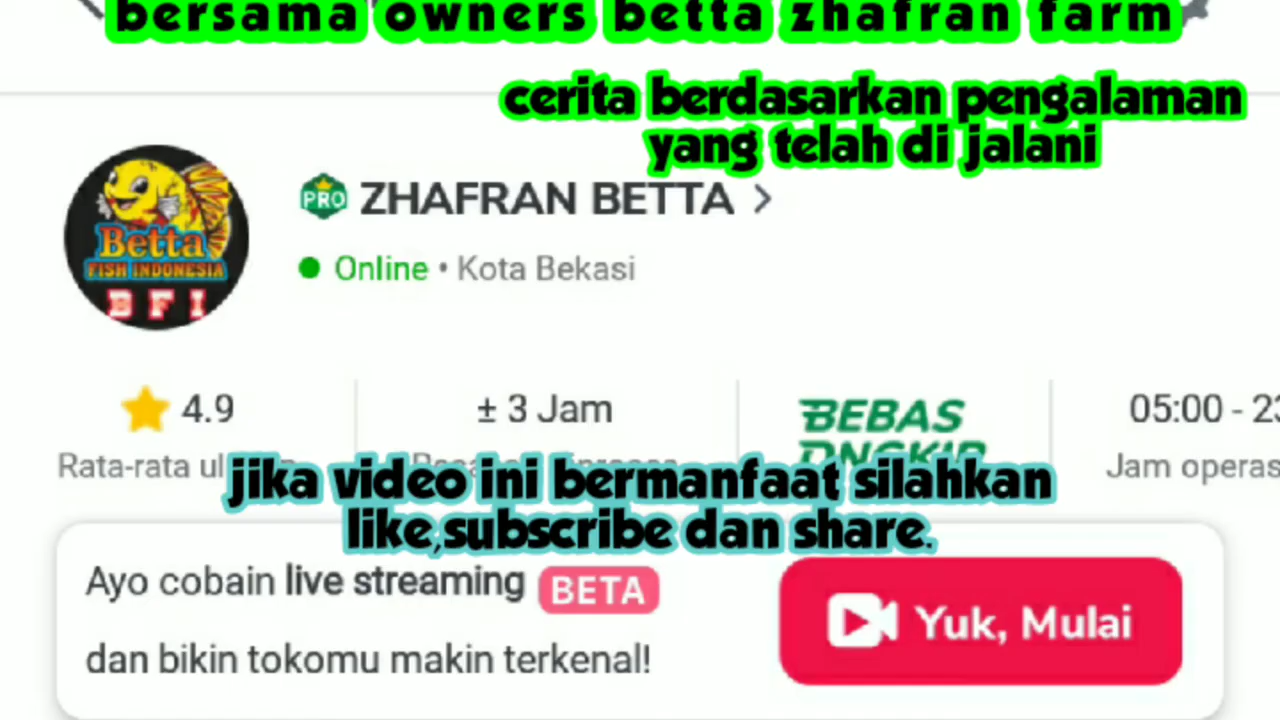 bersama owners betta zhafran farm
cerita berdasarkan pengalaman
yang telah di jalani
PRO ZHAFRAN BETTA
Betta
FISH INDONESIA
B F I
Online • Kota Bekasi
4.9
± 3 Jam
BEBAS
ONGKIR
05:00 - 23
Rata-rata ul
Jam operas
jika video ini bermanfaat silahkan
like,subscribe dan share.
Ayo cobain live streaming BETA
dan bikin tokomu makin terkenal!
Yuk, Mulai